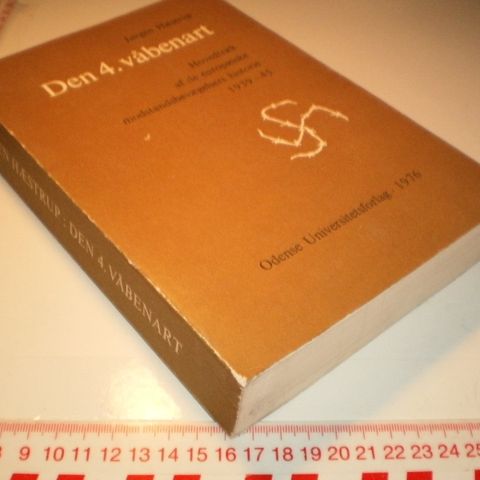 Jørgen Hæstrup
Den 4. våbenart
Hovedtræk
af de europæiske
modstandsbevægelsers historie
1939-45
Odense Universitetsforlag · 1976
HÆSTRUP: DEN 4. VÅBENART
8 9 10 11 12 13 14 15 16 17 18 19 20 21 22 23 24 25